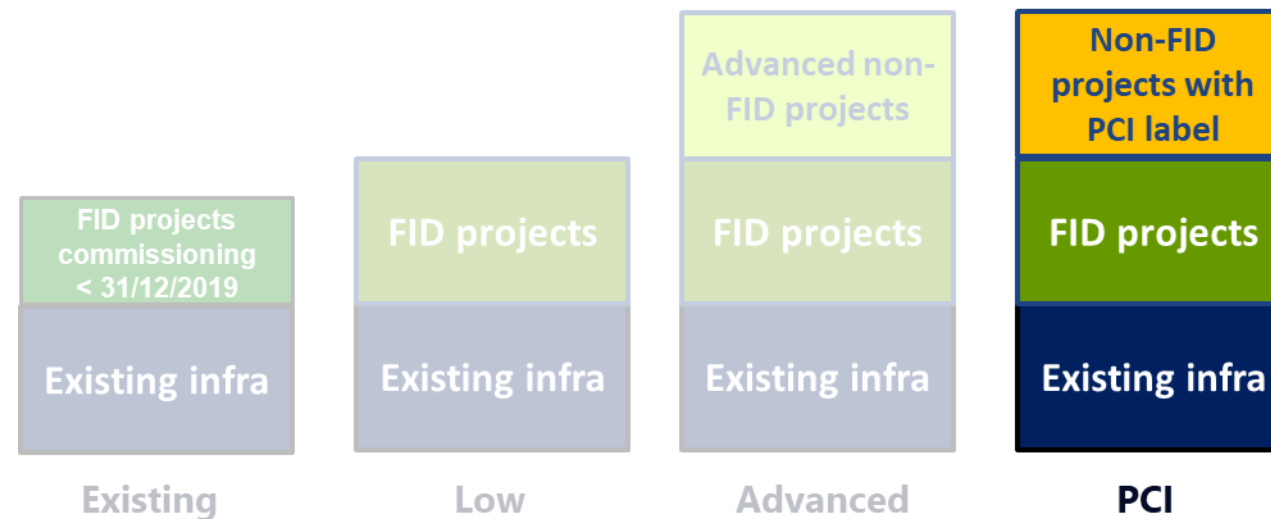 FID projects
commissioning
< 31/12/2019
Existing infra
Existing
FID projects
Existing infra
Low
Advanced non-
FID projects
FID projects
Existing infra
Advanced
Non-FID
projects with
PCI label
FID projects
Existing infra
PCI